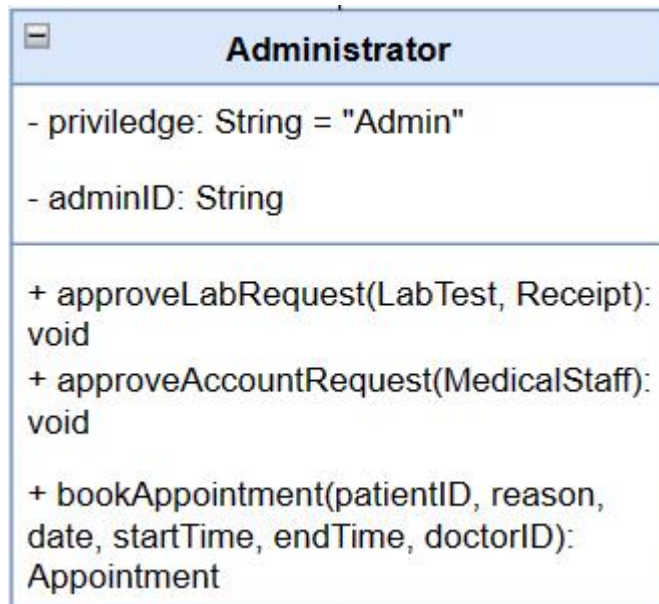 Administrator
- priviledge: String = "Admin"
- adminID: String
+ approveLabRequest(LabTest, Receipt):
void
+ approveAccountRequest(MedicalStaff):
void
+ bookAppointment(patientID, reason,
date, startTime, endTime, doctorID):
Appointment